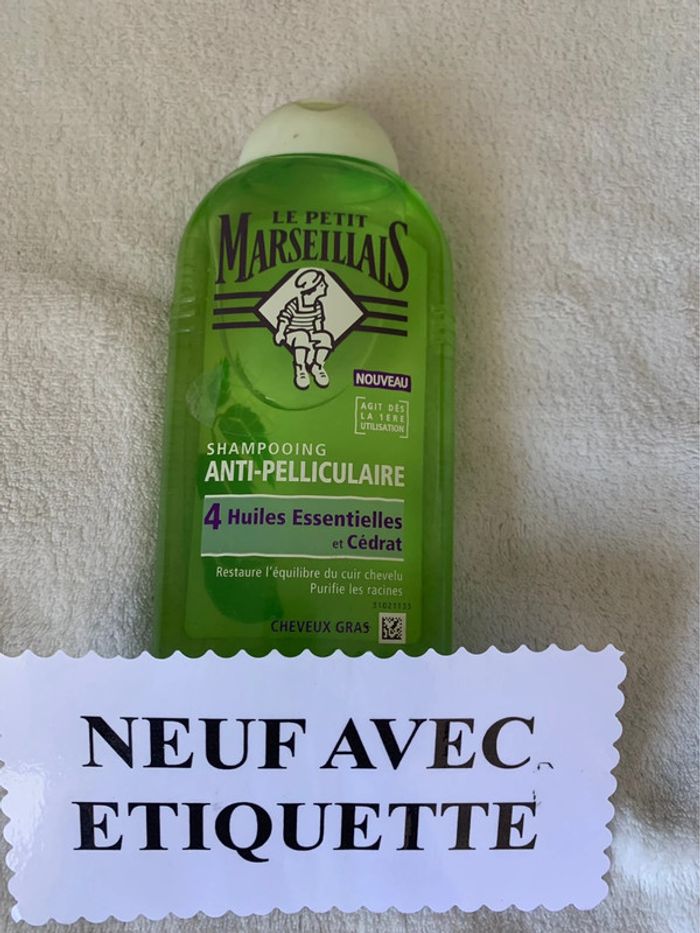 LE PETIT
MARSEILLAIS
NOUVEAU
AGIT DÈS
LA 1ÈRE
UTILISATION
SHAMPOOING
ANTI-PELLICULAIRE
4 Huiles Essentielles
et Cédrat
Restaure l'équilibre du cuir chevelu
Purifie les racines
CHEVEUX GRAS
NEUF AVEC
ETIQUETTE